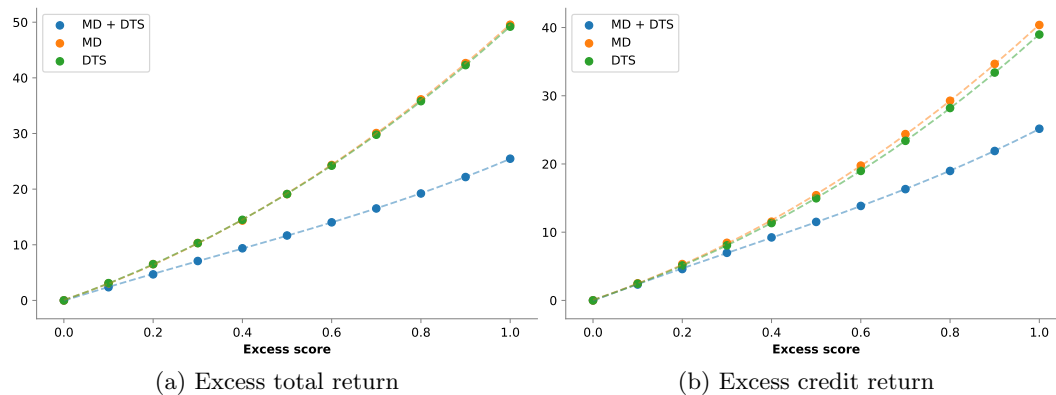 50
40
30
20
10
0
MD + DTS
MD
DTS
0.0 0.2 0.4 0.6 0.8 1.0
Excess score
(a) Excess total return
40
30
20
10
0
MD + DTS
MD
DTS
0.0 0.2 0.4 0.6 0.8 1.0
Excess score
(b) Excess credit return